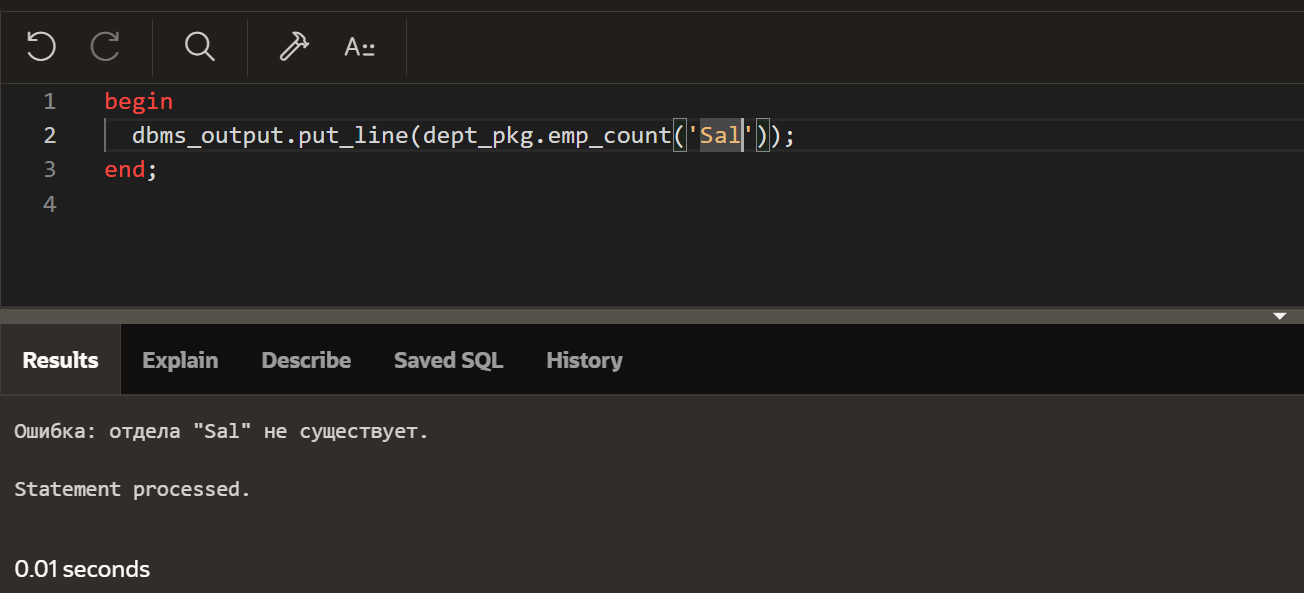 A::
1 begin
2 dbms_output.put_line(dept_pkg.emp_count('Sal'));
3 end;
4
Results Explain Describe Saved SQL History
Ошибка: отдела "Sal" не существует.
Statement processed.
0.01 seconds